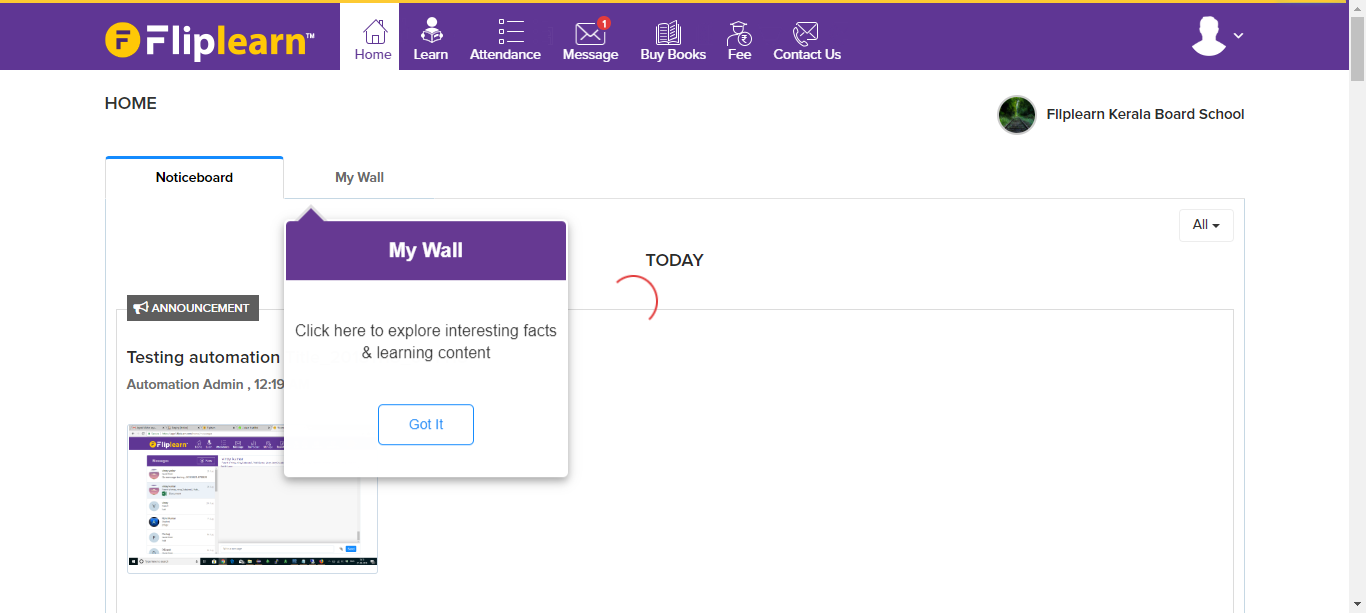 Fliplearn™
Home
Learn
Attendance
1
Message
Buy Books
Fee
Contact Us
HOME
Fliplearn Kerala Board School
Noticeboard
My Wall
All
My Wall
TODAY
ANNOUNCEMENT
Click here to explore interesting facts
& learning content
Testing automation
Automation Admin , 12:19
Got It
Fliplearn